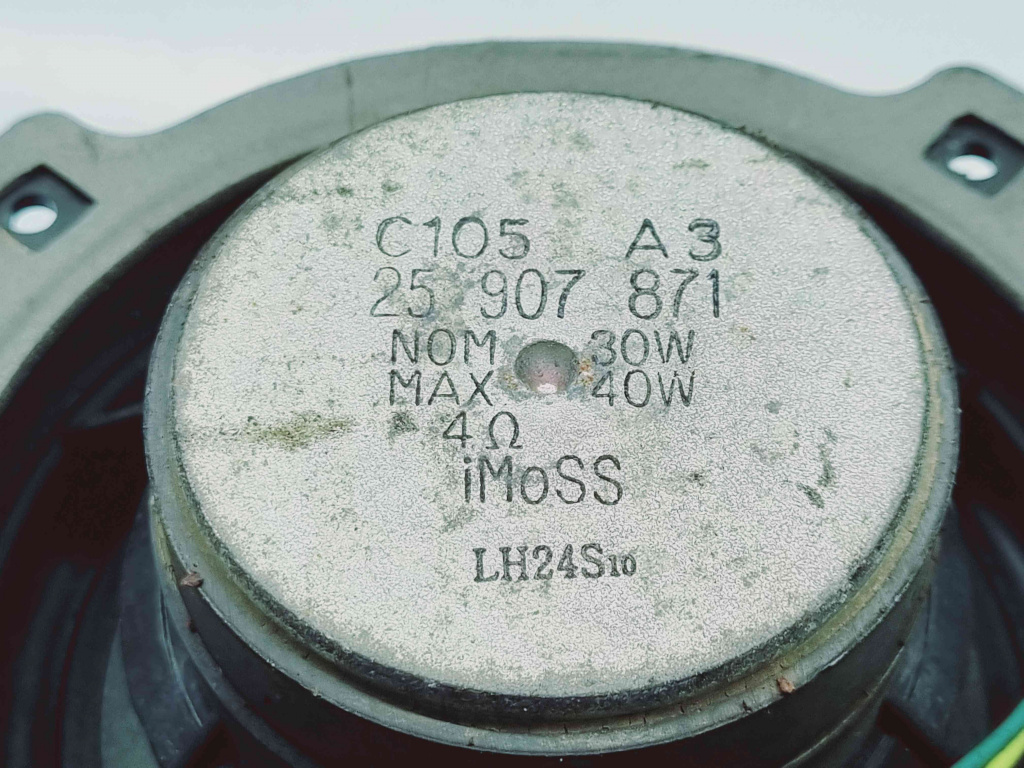 C105 A3
25 907 871
NOM 30W
MAX 40W
4Ω
iMoSS
LH24S10